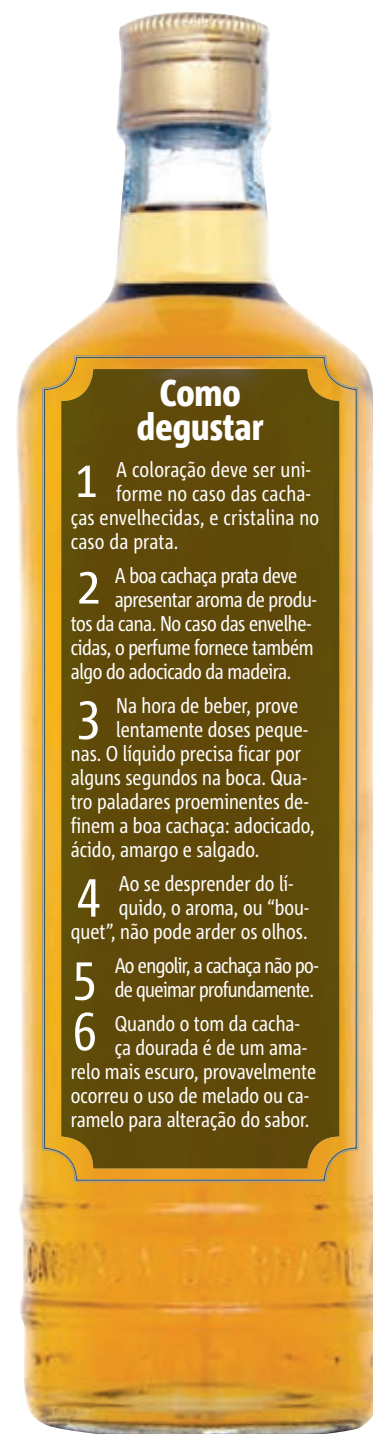 Como
degustar
1 A coloração deve ser uni-
forme no caso das cacha-
ças envelhecidas, e cristalina no
caso da prata.
2 A boa cachaça prata deve
apresentar aroma de produ-
tos da cana. No caso das envelhe-
cidas, o perfume fornece também
algo do adocicado da madeira.
3 Na hora de beber, prove
lentamente doses peque-
nas. O líquido precisa ficar por
alguns segundos na boca. Qua-
tro paladares proeminentes de-
finem a boa cachaça: adocicado,
ácido, amargo e salgado.
4 Ao se desprender do lí-
quido, o aroma, ou “bou-
quet”, não pode arder os olhos.
5 Ao engolir, a cachaça não po-
de queimar profundamente.
6 Quando o tom da cacha-
ça dourada é de um ama-
relo mais escuro, provavelmente
ocorreu o uso de melado ou ca-
ramelo para alteração do sabor.
CACHAÇA DO BRASIL